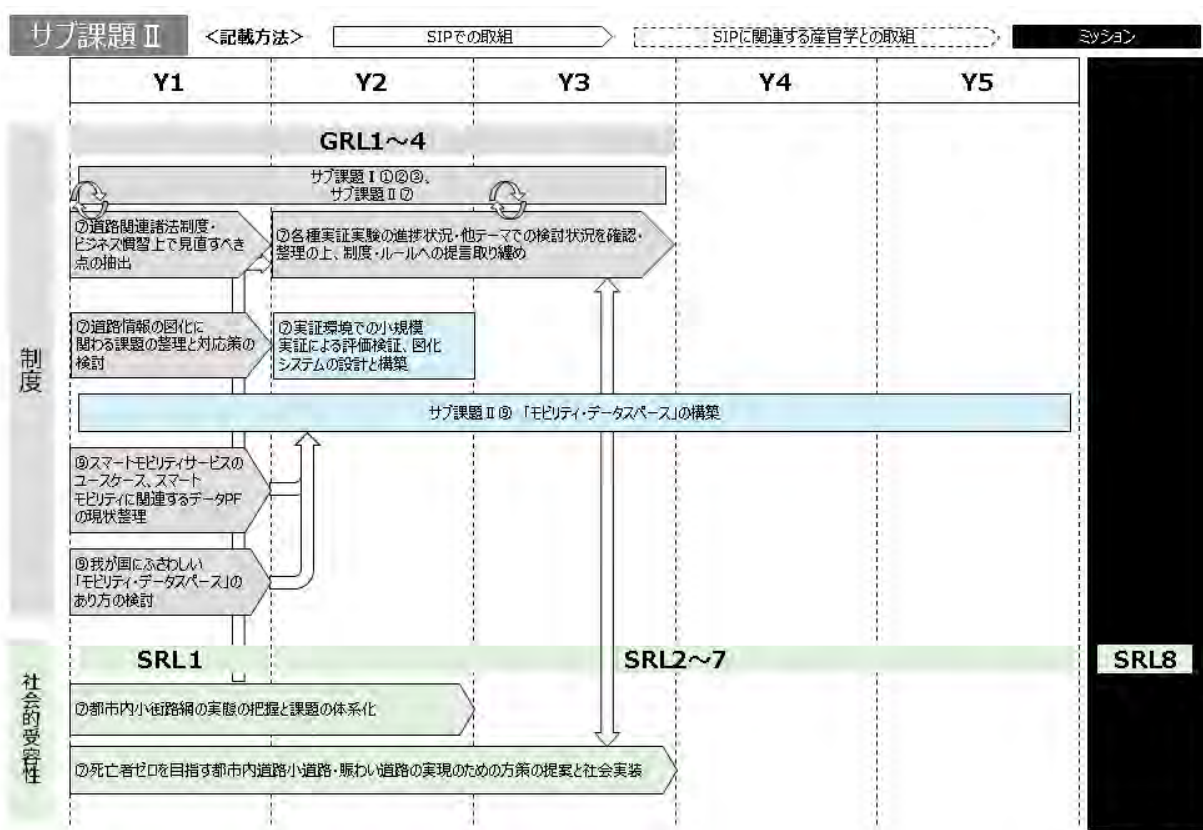 サブ課題Ⅱ
<記載方法>
SIPでの取組
SIPに関連する産官学との取組
ミッション
Y1
Y2
Y3
Y4
Y5
制度
GRL1～4
サブ課題Ⅰ①②③、
サブ課題Ⅱ⑦
⑦道路関連諸法制度・
ビジネス慣習上で見直すべき
点の抽出
⑦各種実証実験の進捗状況・他テーマでの検討状況を確認・
整理の上、制度・ルールへの提言取り纏め
⑦道路情報の図化に
関わる課題の整理と対応策の
検討
⑦実証環境での小規模
実証による評価検証、図化
システムの設計と構築
サブ課題Ⅱ⑨「モビリティ・データスペース」の構築
⑨スマートモビリティサービスの
ユースケース、スマート
モビリティに関連するデータPF
の現状整理
⑨我が国にふさわしい
「モビリティ・データスペース」の
あり方の検討
社会的受容性
SRL1
SRL2～7
SRL8
⑦都市内小街路網の実態の把握と課題の体系化
⑦死亡者ゼロを目指す都市内道路小道路・賑わい道路の実現のための方策の提案と社会実装